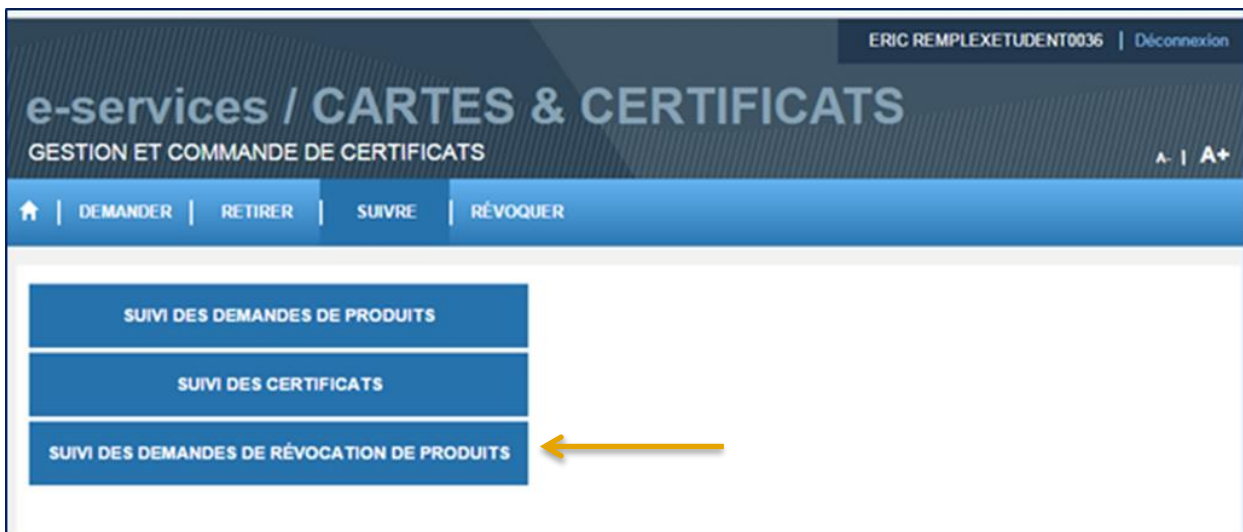 ERIC REMPLEXETUDENT0036 | Déconnexion
e-services / CARTES & CERTIFICATS
GESTION ET COMMANDE DE CERTIFICATS
A- | A+
DEMANDER | RETIRER | SUIVRE | RÉVOQUER
SUIVI DES DEMANDES DE PRODUITS
SUIVI DES CERTIFICATS
SUIVI DES DEMANDES DE RÉVOCATION DE PRODUITS